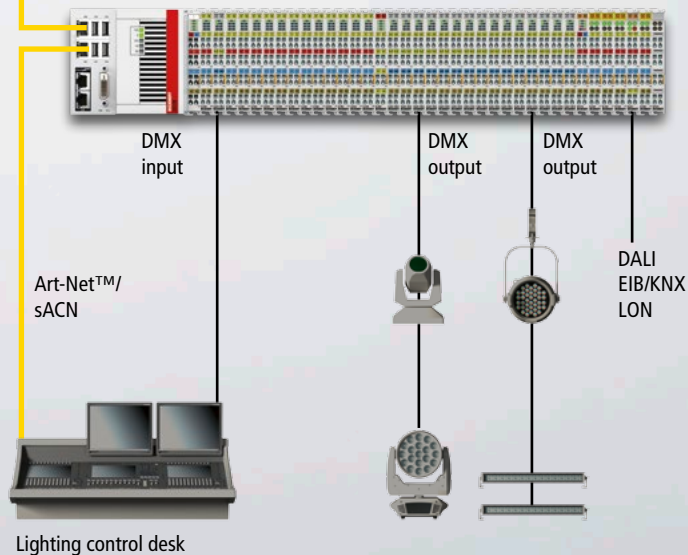 DMX
input
DMX
output
DMX
output
DALI
EIB/KNX
LON
Art-Net™/
sACN
Lighting control desk